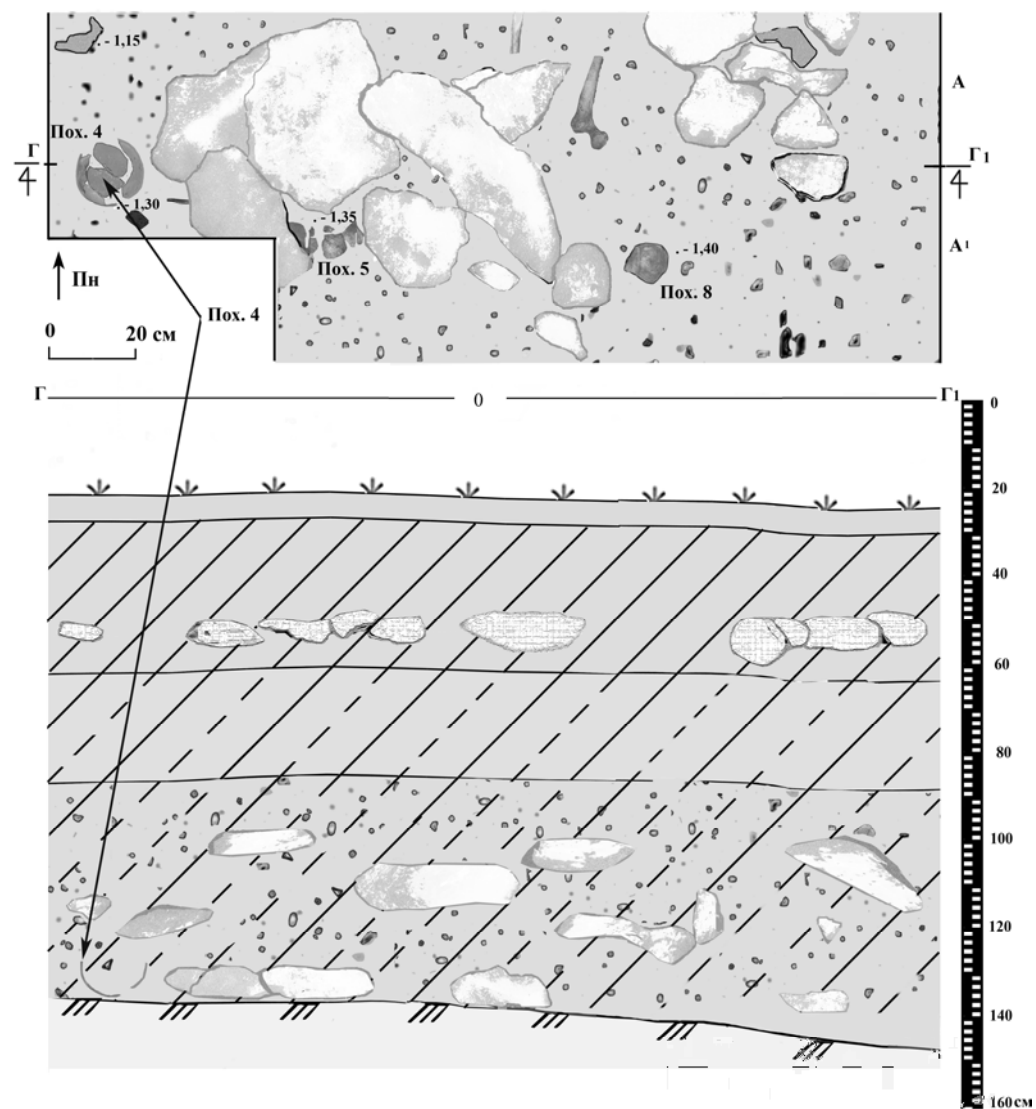 . - 1,15
А
Пох. 4
Г
Г1
4
4
. - 1,30
. - 1,35
А¹
. - 1,40
Пох. 5
Пн
Пох. 8
Пох. 4
0 20 см
Г 0 Г1
0
20
40
60
80
100
120
140
160 см